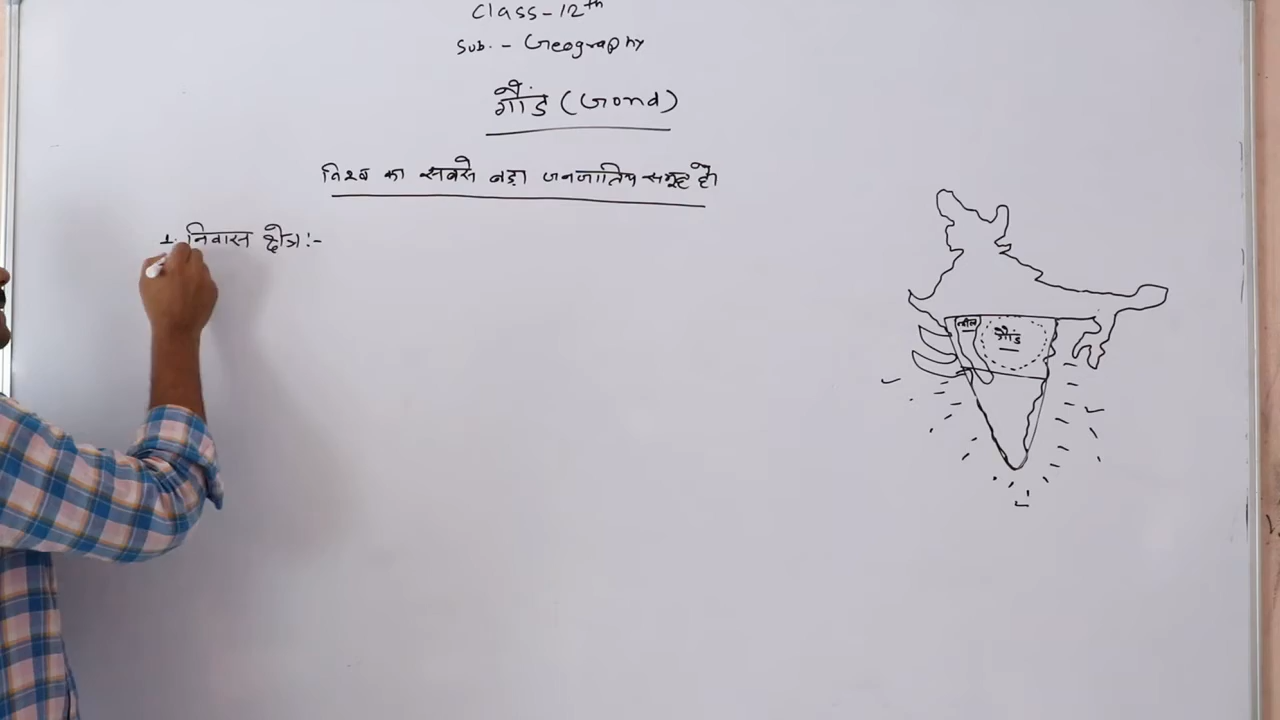 Class-12th
Sub. - Geography
गौंड (Gond)
विश्व का सबसे बड़ा जनजातिय समूह है।
1. निवास क्षेत्र :-
भील
गौंड